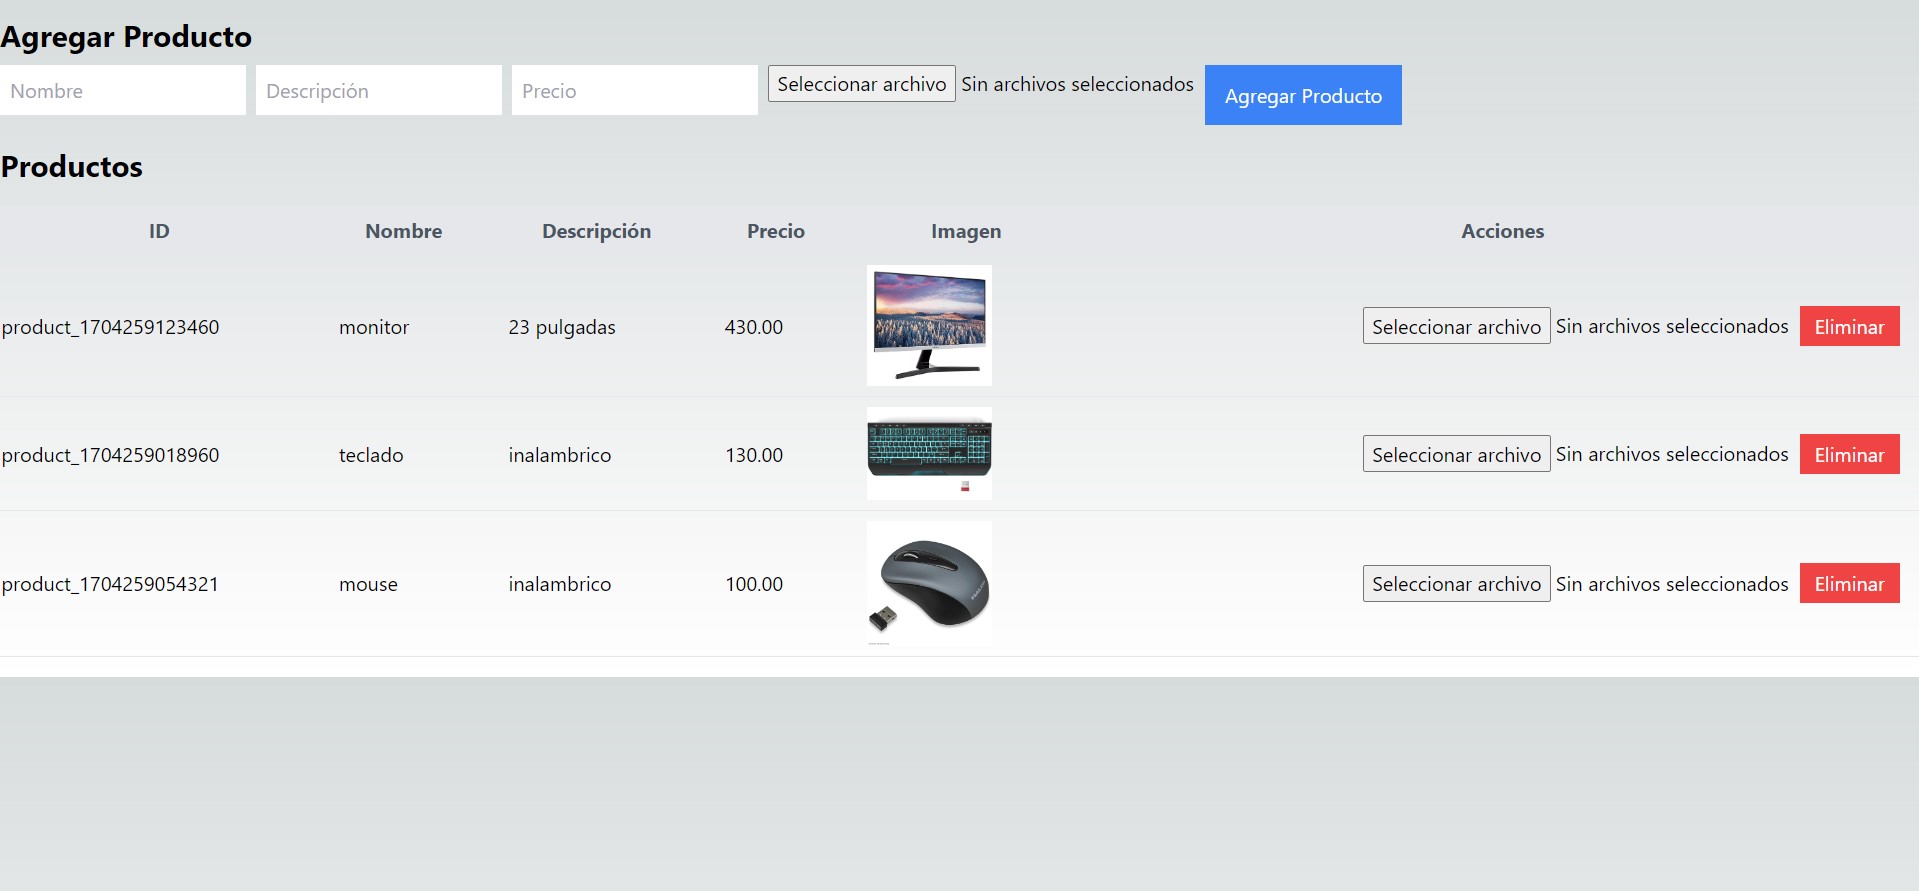 Agregar Producto
Nombre Descripción Precio Seleccionar archivo Sin archivos seleccionados Agregar Producto
Productos
ID Nombre Descripción Precio Imagen Acciones
product_1704259123460 monitor 23 pulgadas 430.00 Seleccionar archivo Sin archivos seleccionados Eliminar
product_1704259018960 teclado inalambrico 130.00 Seleccionar archivo Sin archivos seleccionados Eliminar
product_1704259054321 mouse inalambrico 100.00 Seleccionar archivo Sin archivos seleccionados Eliminar